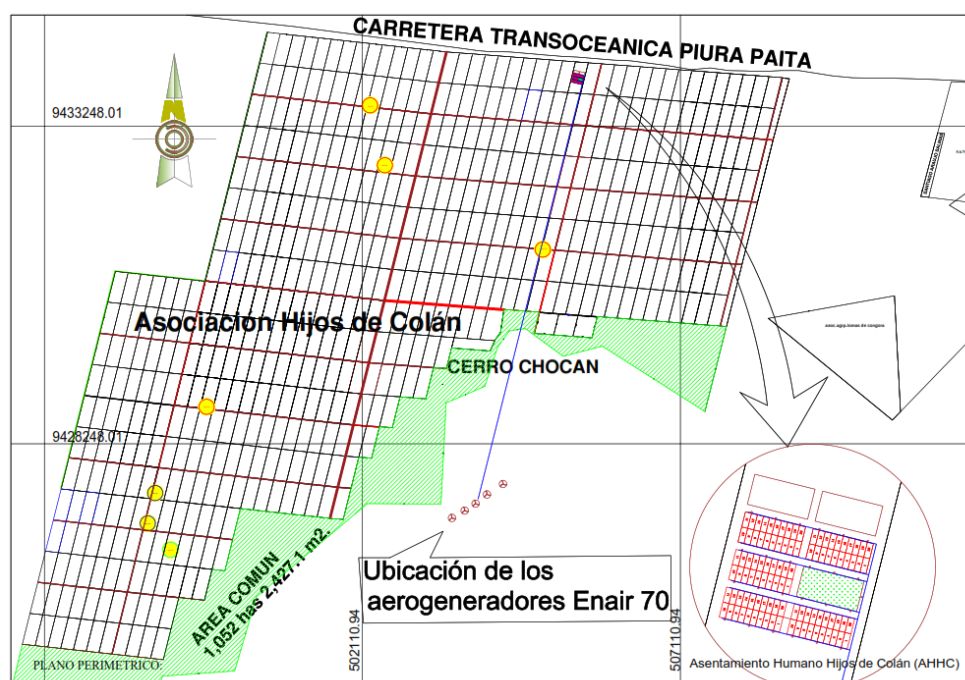 CARRETERA TRANSOCEANICA PIURA PAITA
9433248.01
N
Asociación Hijos de Colán
CERRO CHOCAN
9428248.01
AREA COMUN
1,052 has 2,427.1 m2.
Ubicación de los
aerogeneradores Enair 70
502110.94
507110.94
PLANO PERIMETRICO:
Asentamiento Humano Hijos de Colán (AHHC)